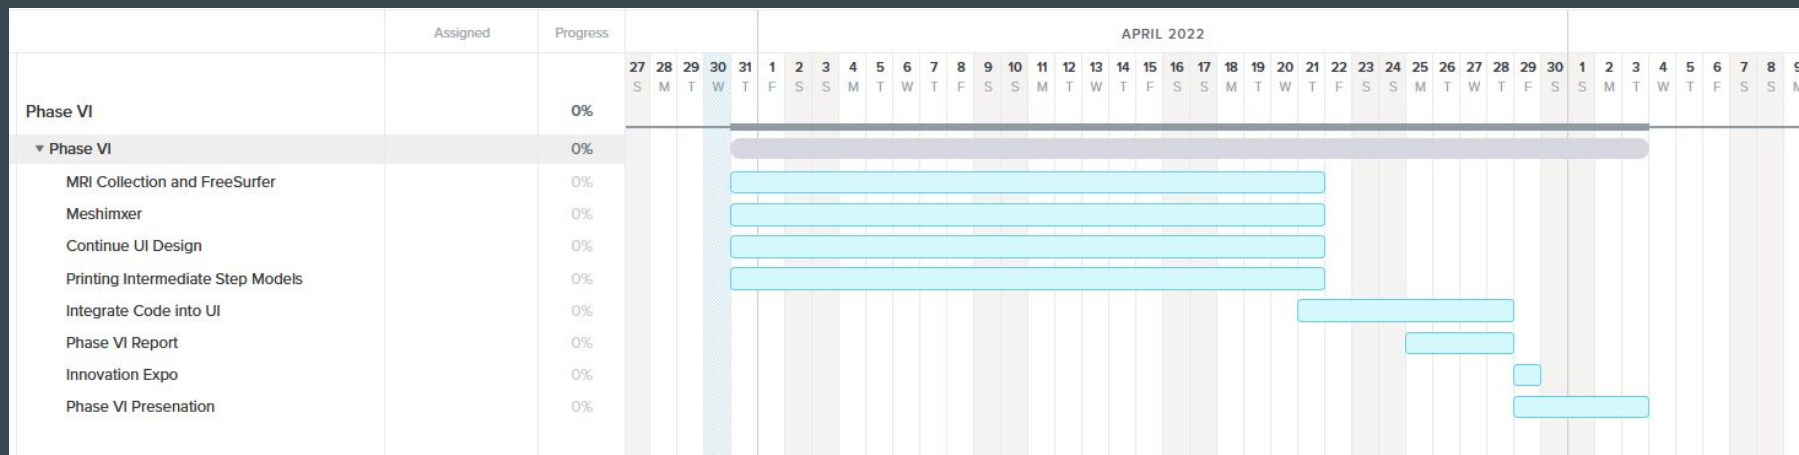 Assigned Progress APRIL 2022
27 28 29 30 31 1 2 3 4 5 6 7 8 9 10 11 12 13 14 15 16 17 18 19 20 21 22 23 24 25 26 27 28 29 30 1 2 3 4 5 6 7 8 9
S M T W T F S S M T W T F S S M T W T F S S M T W T F S S M T W T F S S M T W T F S S M
Phase VI 0%
Phase VI 0%
MRI Collection and FreeSurfer 0%
Meshimxer 0%
Continue UI Design 0%
Printing Intermediate Step Models 0%
Integrate Code into UI 0%
Phase VI Report 0%
Innovation Expo 0%
Phase VI Presenation 0%